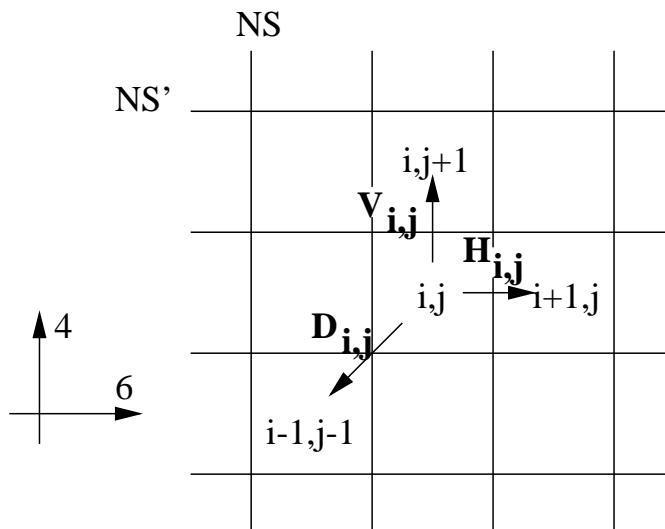 NS
NS'
i,j+1
V i,j
H i,j
i,j
i+1,j
4
D i,j
6
i-1,j-1